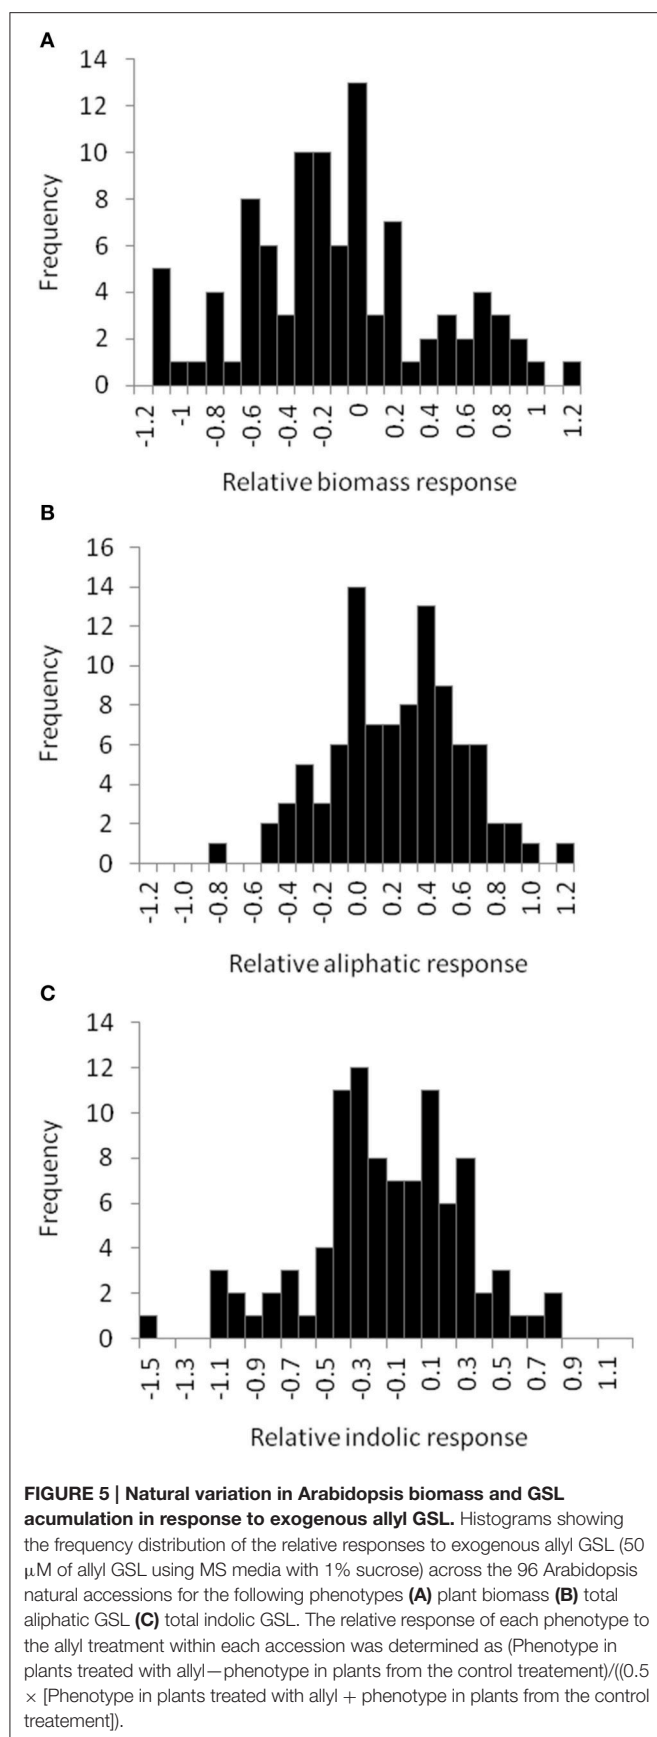 A
14
12
10
8
6
4
2
0
Frequency
-1.2 -1 -0.8 -0.6 -0.4 -0.2 0 0.2 0.4 0.6 0.8 1 1.2
Relative biomass response
B
16
14
12
10
8
6
4
2
0
Frequency
-1.2 -1.0 -0.8 -0.6 -0.4 -0.2 0.0 0.2 0.4 0.6 0.8 1.0 1.2
Relative aliphatic response
C
14
12
10
8
6
4
2
0
Frequency
-1.5 -1.3 -1.1 -0.9 -0.7 -0.5 -0.3 -0.1 0.1 0.3 0.5 0.7 0.9 1.1
Relative indolic response
FIGURE 5 | Natural variation in Arabidopsis biomass and GSL
acumulation in response to exogenous allyl GSL. Histograms showing
the frequency distribution of the relative responses to exogenous allyl GSL (50
μM of allyl GSL using MS media with 1% sucrose) across the 96 Arabidopsis
natural accessions for the following phenotypes (A) plant biomass (B) total
aliphatic GSL (C) total indolic GSL. The relative response of each phenotype to
the allyl treatment within each accession was determined as (Phenotype in
plants treated with allyl—phenotype in plants from the control treatement)/((0.5
× [Phenotype in plants treated with allyl + phenotype in plants from the control
treatement]).